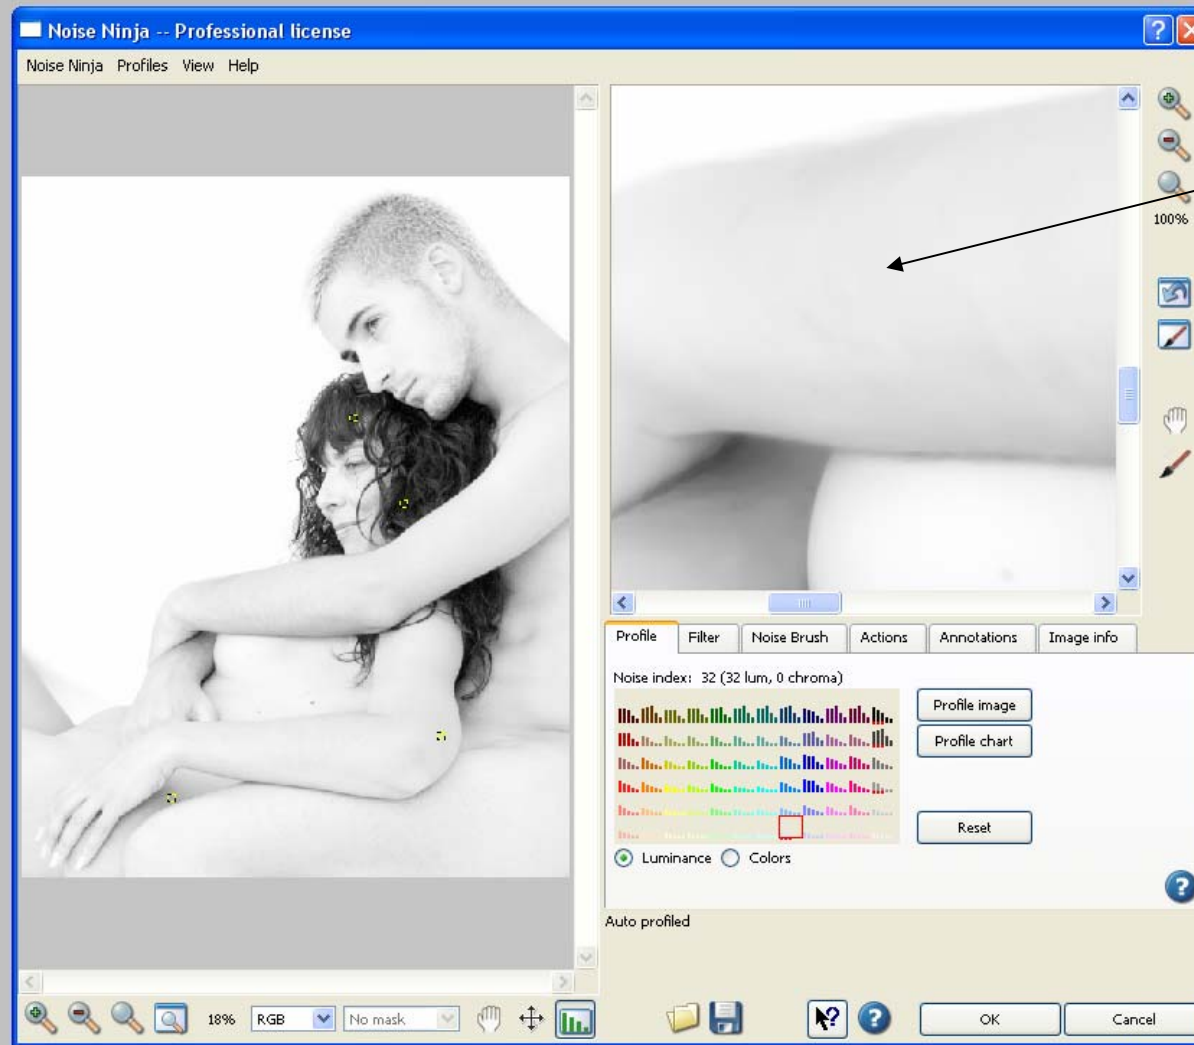 Noise Ninja -- Professional license
Noise Ninja Profiles View Help
100%
Profile Filter Noise Brush Actions Annotations Image info
Noise index: 32 (32 lum, 0 chroma)
Profile image
Profile chart
Reset
Luminance Colors
Auto profiled
18% RGB No mask OK Cancel